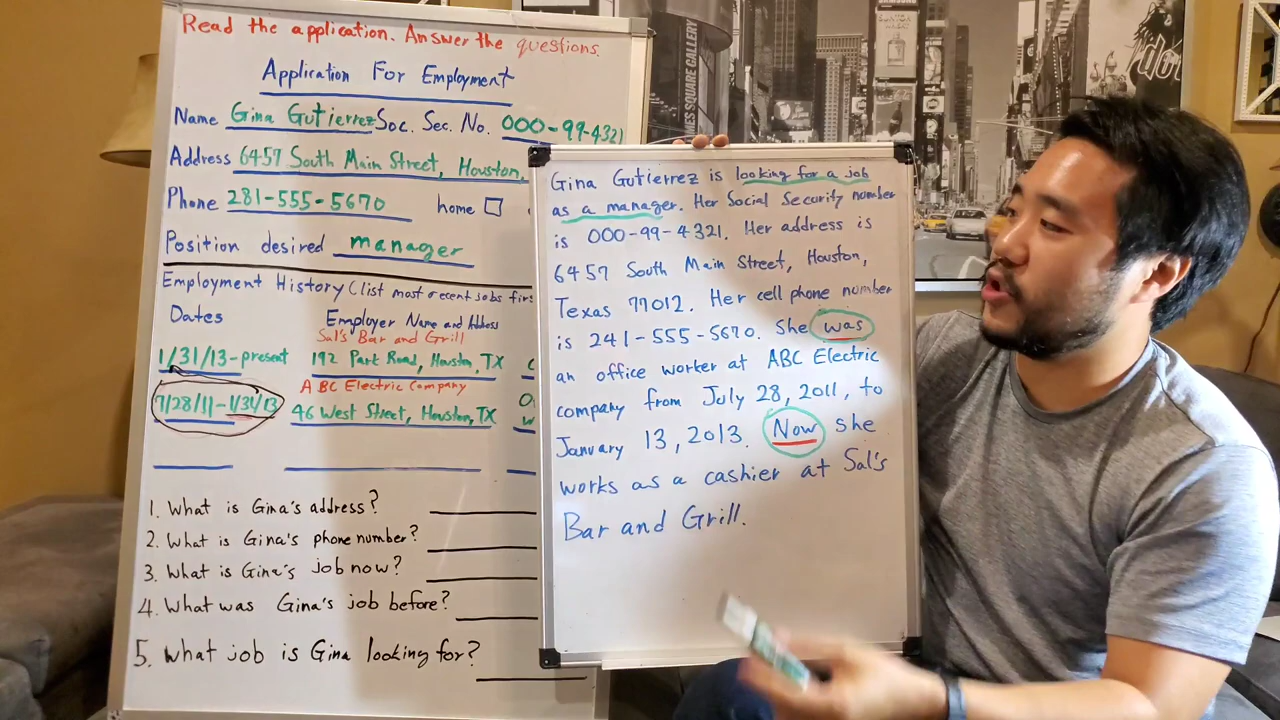 Read the application. Answer the questions.
Application For Employment
Name Gina Gutierrez Soc. Sec. No. 000-99-4321
Address 6457 South Main Street, Houston,
Phone 281-555-5670 home
Position desired manager
Employment History (list most recent jobs firs
Dates Employer Name and Address
Sal's Bar and Grill
1/31/13-present 192 Park Road, Houston, TX
ABC Electric Company
7/28/11-1/31/13 46 West Street, Houston, TX
1. What is Gina's address?
2. What is Gina's phone number?
3. What is Gina's job now?
4. What was Gina's job before?
5. What job is Gina looking for?
Gina Gutierrez is looking for a job
as a manager. Her Social Security number
is 000-99-4321. Her address is
6457 South Main Street, Houston,
Texas 77012. Her cell phone number
is 241-555-5670. She was
an office worker at ABC Electric
company from July 28, 2011, to
January 13, 2013. Now she
works as a cashier at Sal's
Bar and Grill.
TIMES SQUARE GALLERY